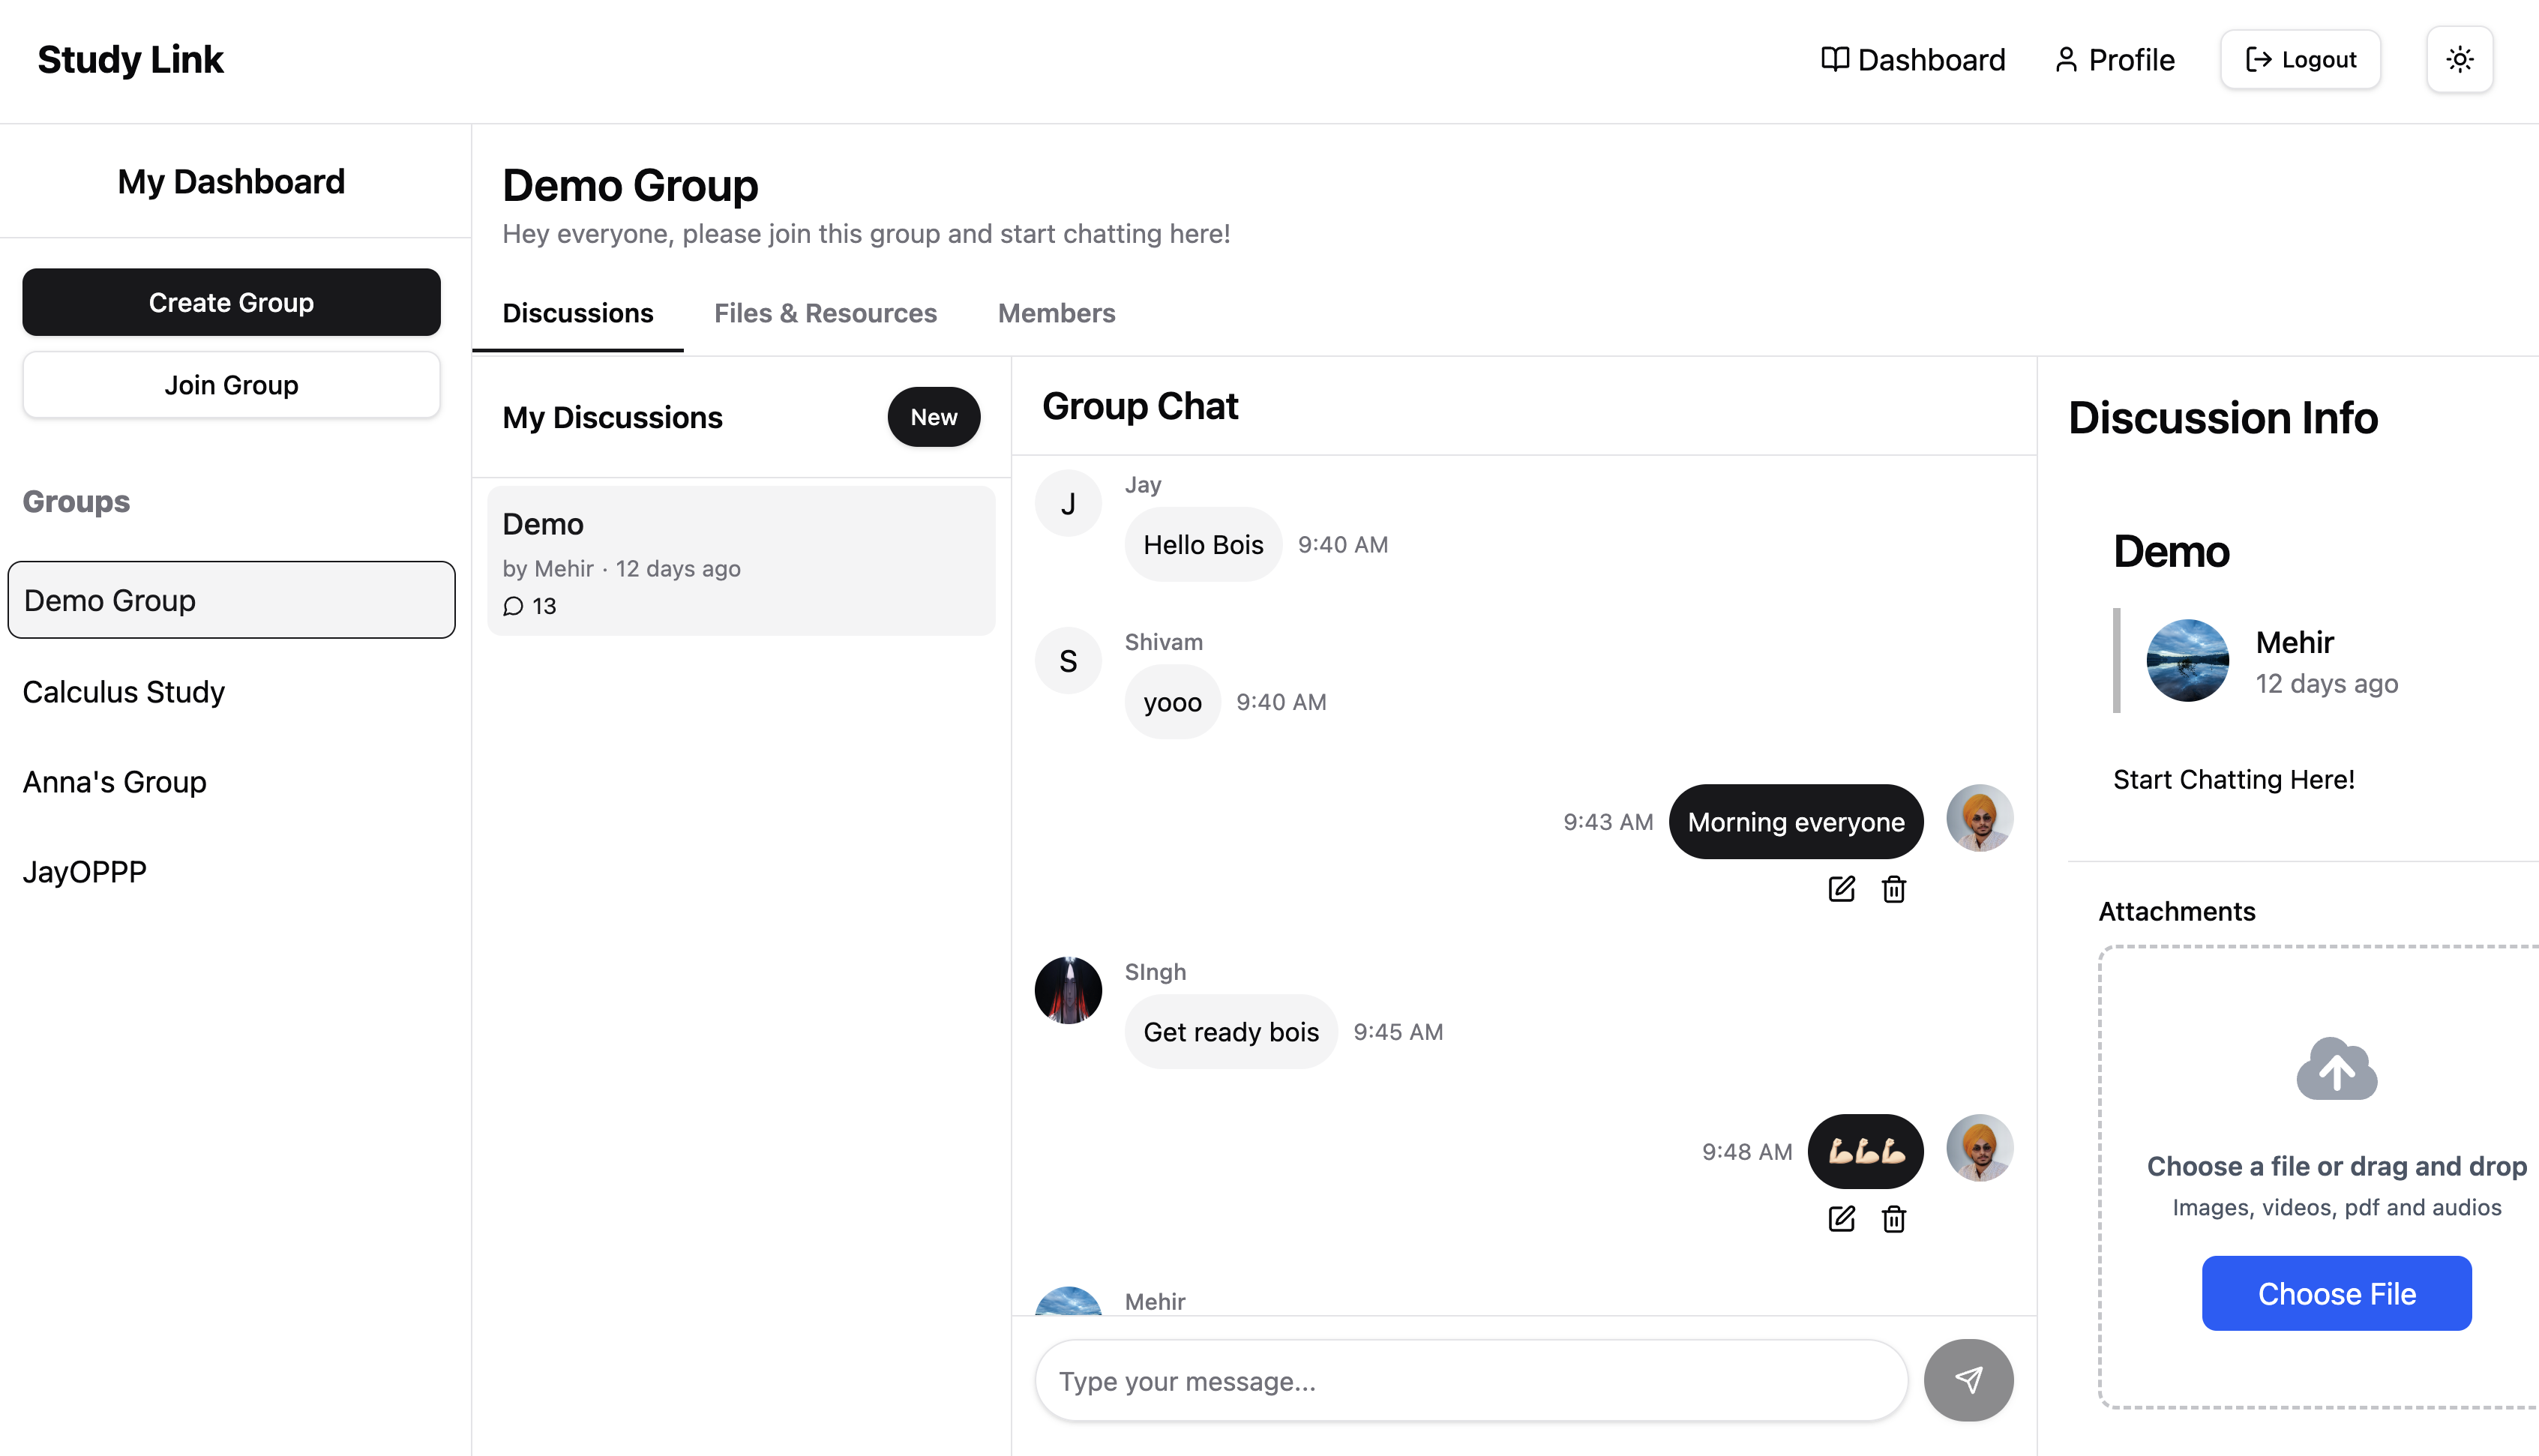 Study Link
Dashboard
Profile
Logout
My Dashboard
Create Group
Join Group
Groups
Demo Group
Calculus Study
Anna's Group
JayOPPP
Demo Group
Hey everyone, please join this group and start chatting here!
Discussions
Files & Resources
Members
My Discussions
New
Demo
by Mehir · 12 days ago
13
Group Chat
J
Jay
Hello Bois
9:40 AM
S
Shivam
yooo
9:40 AM
9:43 AM
Morning everyone
SIngh
Get ready bois
9:45 AM
9:48 AM
💪🏻💪🏻💪🏻
Mehir
Type your message...
Discussion Info
Demo
Mehir
12 days ago
Start Chatting Here!
Attachments
Choose a file or drag and drop
Images, videos, pdf and audios
Choose File